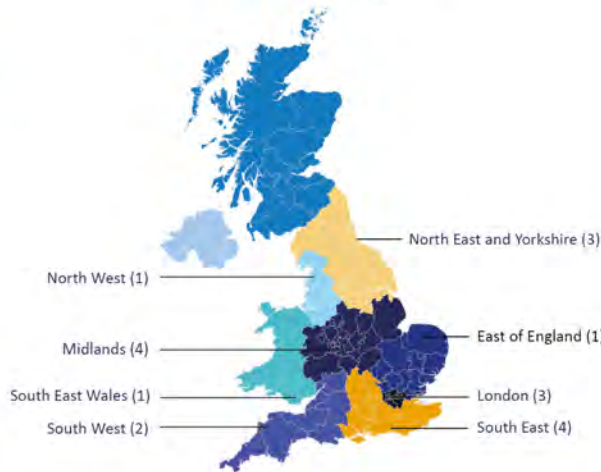 North East and Yorkshire (3)
North West (1)
East of England (1)
Midlands (4)
South East Wales (1)
London (3)
South West (2)
South East (4)